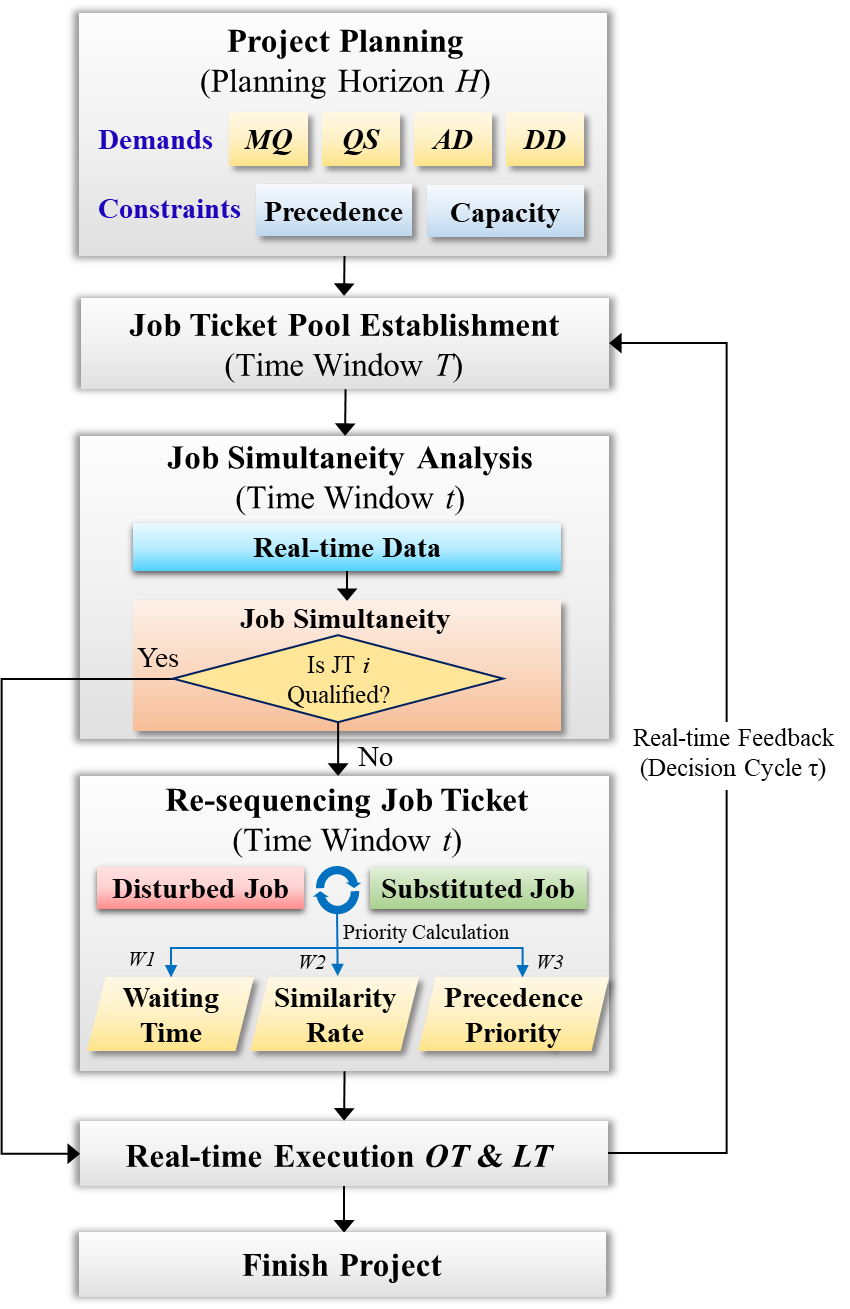 Project Planning
(Planning Horizon H)
Demands MQ QS AD DD
Constraints Precedence Capacity
Job Ticket Pool Establishment
(Time Window T)
Job Simultaneity Analysis
(Time Window t)
Real-time Data
Job Simultaneity
Yes
Is JT i
Qualified?
No
Real-time Feedback
(Decision Cycle τ)
Re-sequencing Job Ticket
(Time Window t)
Disturbed Job Substituted Job
Priority Calculation
W1 W2 W3
Waiting
Time
Similarity
Rate
Precedence
Priority
Real-time Execution OT & LT
Finish Project